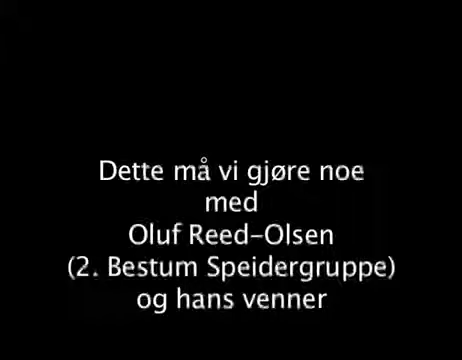 Dette må vi gjøre noe
med
Oluf Reed-Olsen
(2. Bestum Speidergruppe)
og hans venner